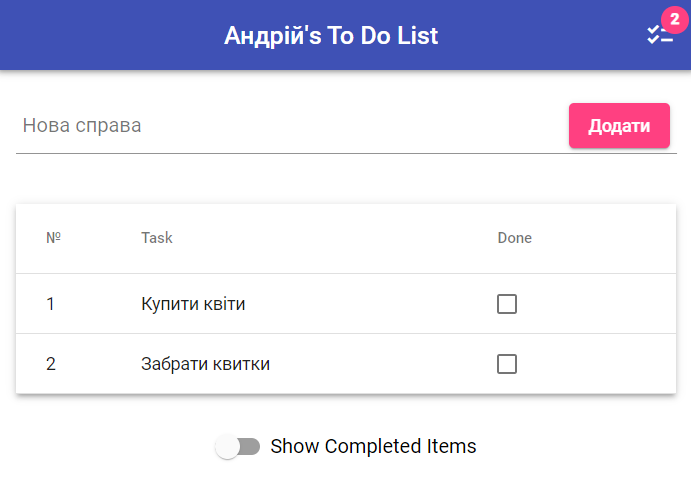 Андрій's To Do List
2
Нова справа
Додати
№ Task Done
1 Купити квіти
2 Забрати квитки
Show Completed Items